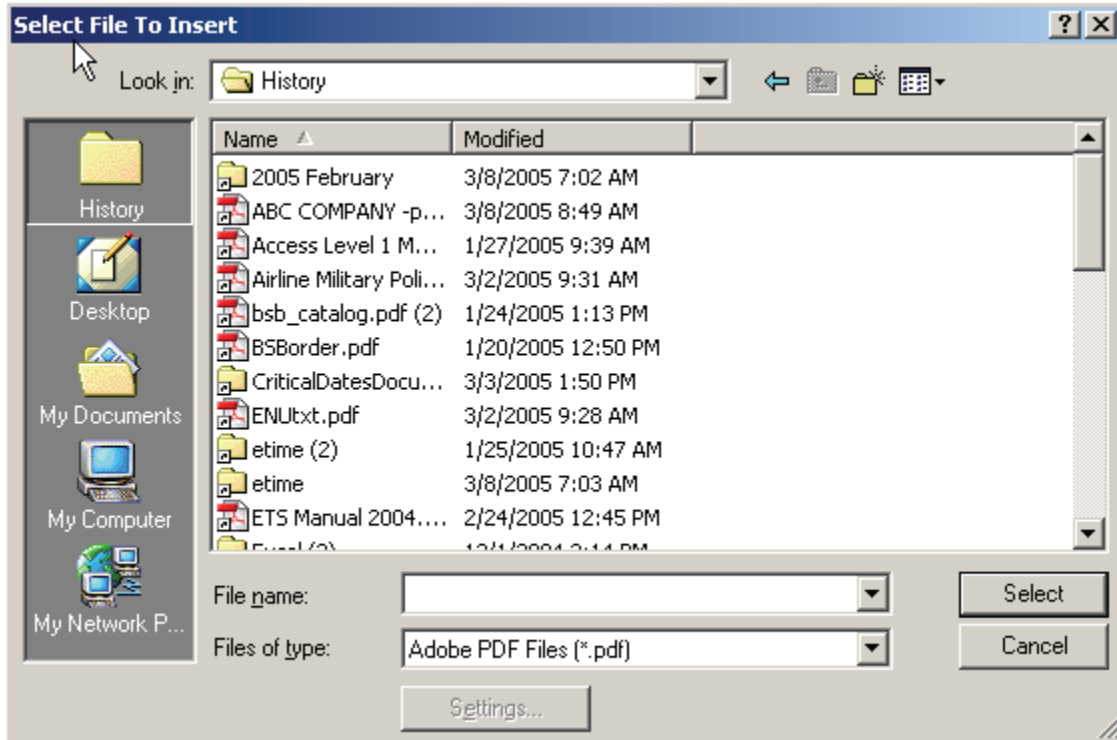 Select File To Insert
Look in: History
Name Modified
2005 February 3/8/2005 7:02 AM
ABC COMPANY -p... 3/8/2005 8:49 AM
Access Level 1 M... 1/27/2005 9:39 AM
Airline Military Poli... 3/2/2005 9:31 AM
bsb_catalog.pdf (2) 1/24/2005 1:13 PM
BSBorder.pdf 1/20/2005 12:50 PM
CriticalDatesDocu... 3/3/2005 1:50 PM
ENUtxt.pdf 3/2/2005 9:28 AM
etime (2) 1/25/2005 10:47 AM
etime 3/8/2005 7:03 AM
ETS Manual 2004.... 2/24/2005 12:45 PM
History
Desktop
My Documents
My Computer
My Network P...
File name: Select
Files of type: Adobe PDF Files (*.pdf) Cancel
Settings...